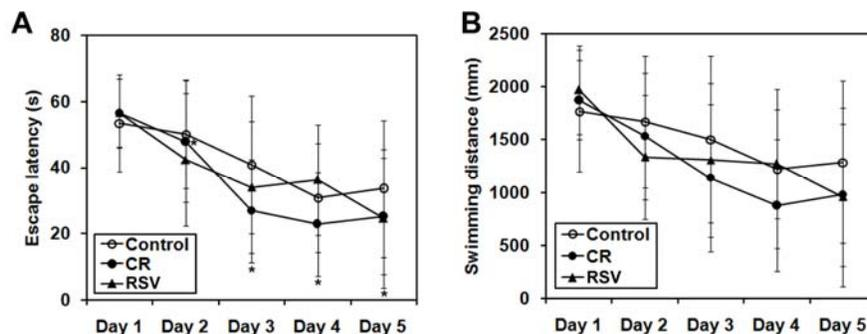 A
B
Escape latency (s)
80
60
40
20
0
Control
CR
RSV
*
*
*
*
Day 1 Day 2 Day 3 Day 4 Day 5
Swimming distance (mm)
2500
2000
1500
1000
500
0
Control
CR
RSV
Day 1 Day 2 Day 3 Day 4 Day 5